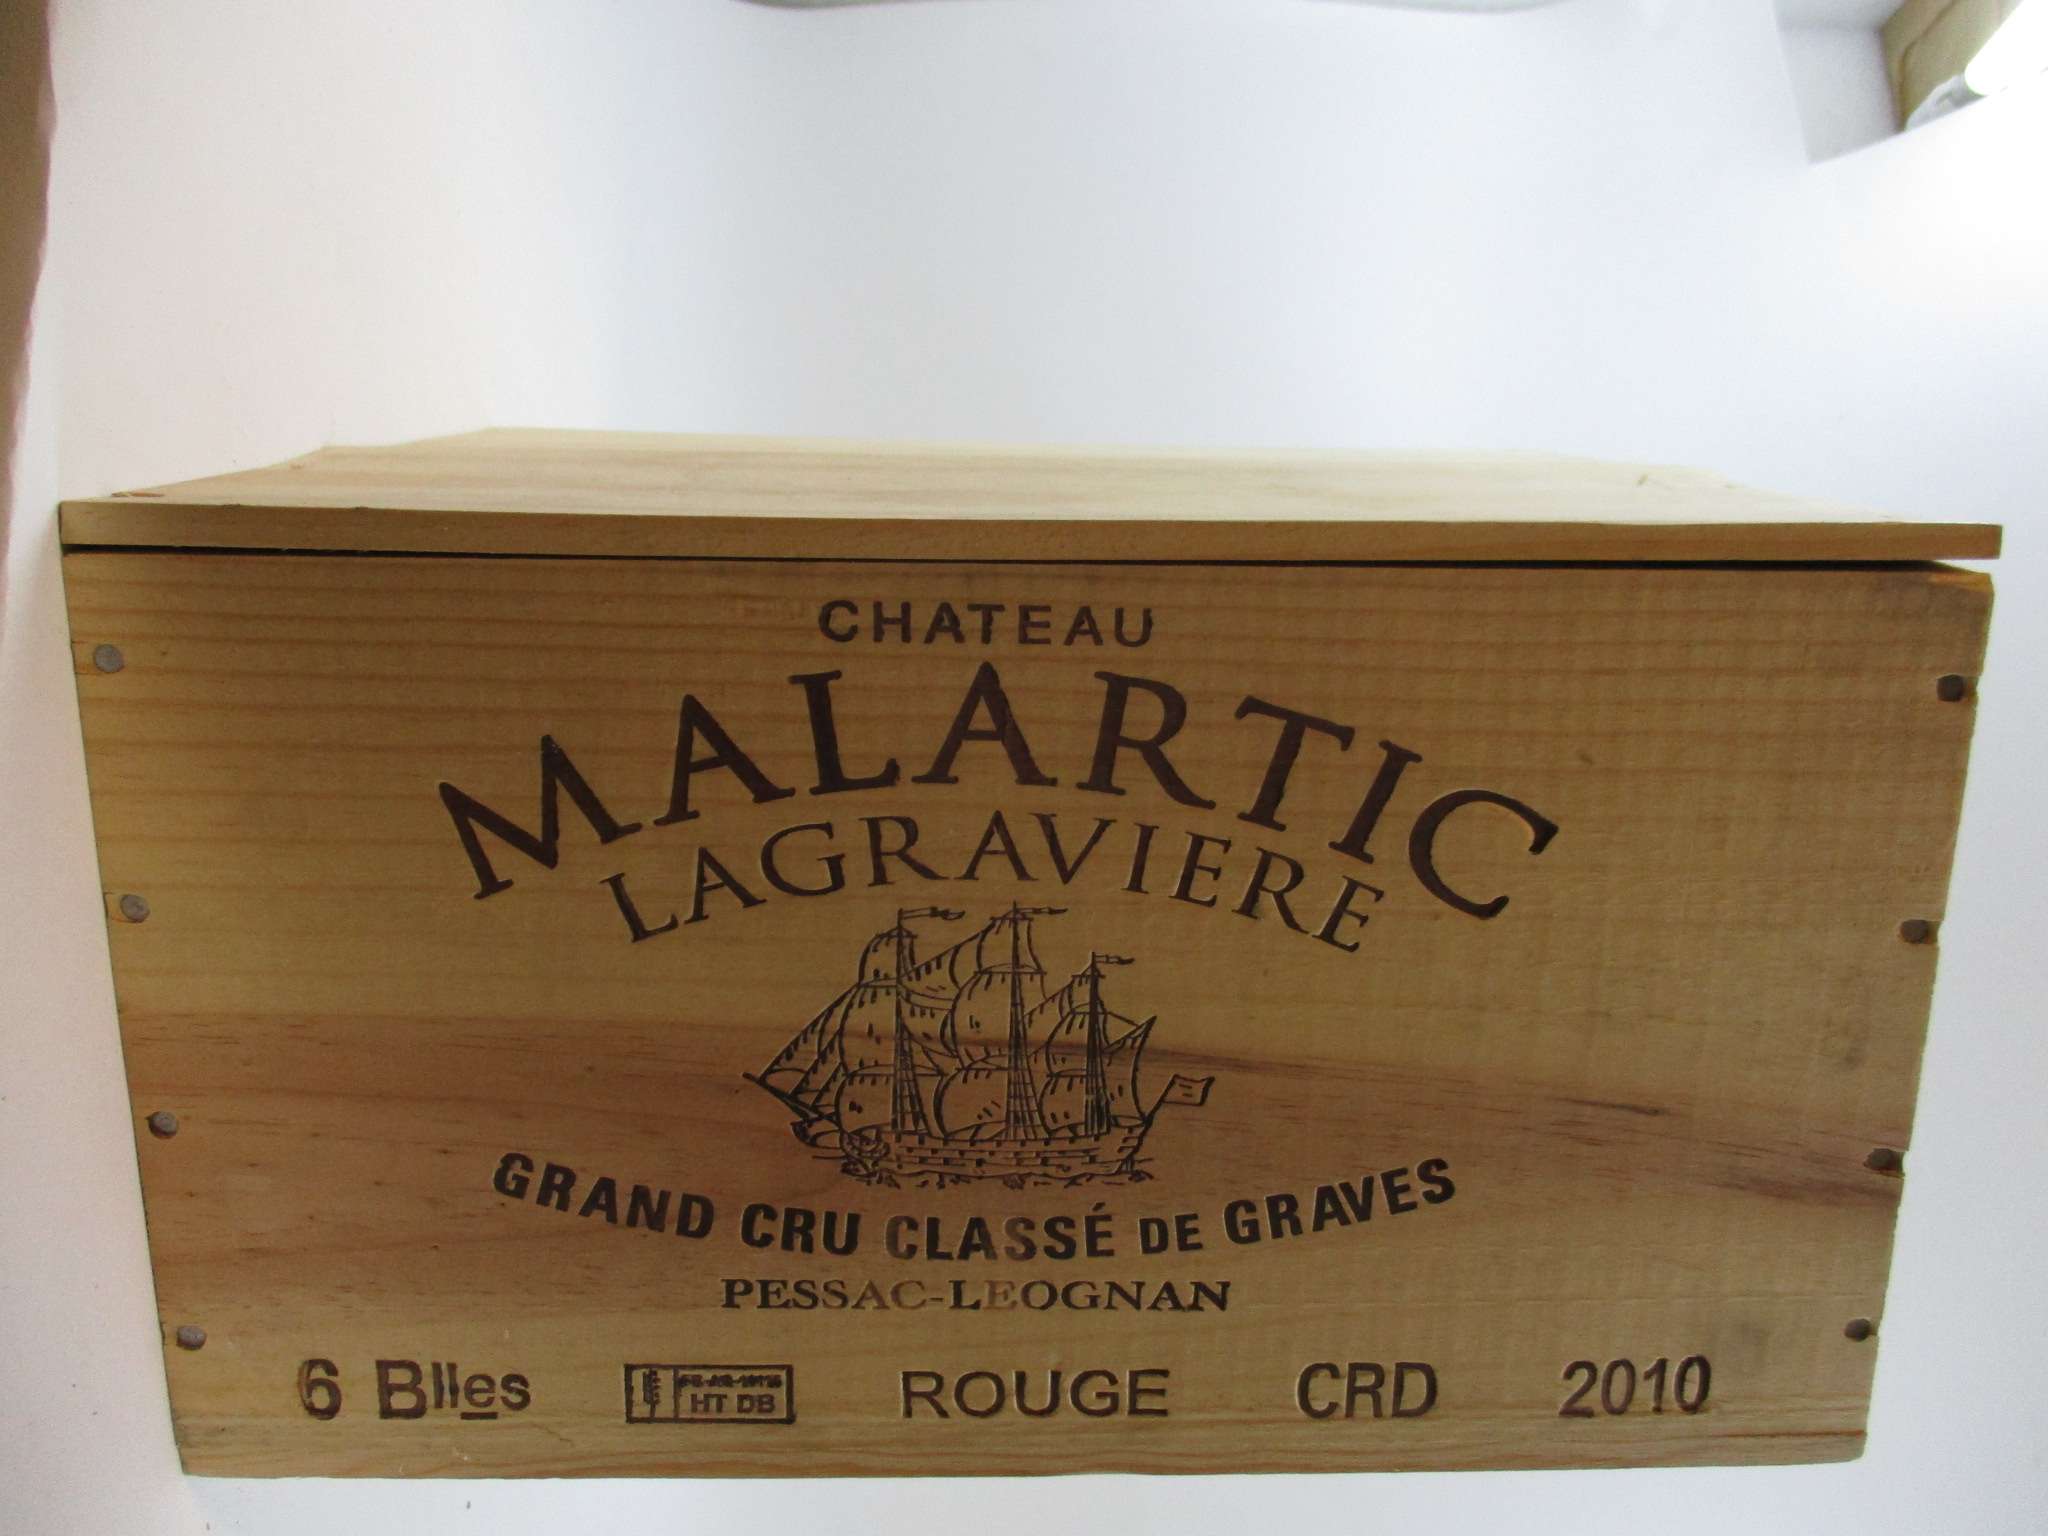 CHATEAU
MALARTIC
LAGRAVIERE
GRAND CRU CLASSÉ DE GRAVES
PESSAC-LEOGNAN
6 Blles HT DB ROUGE CRD 2010